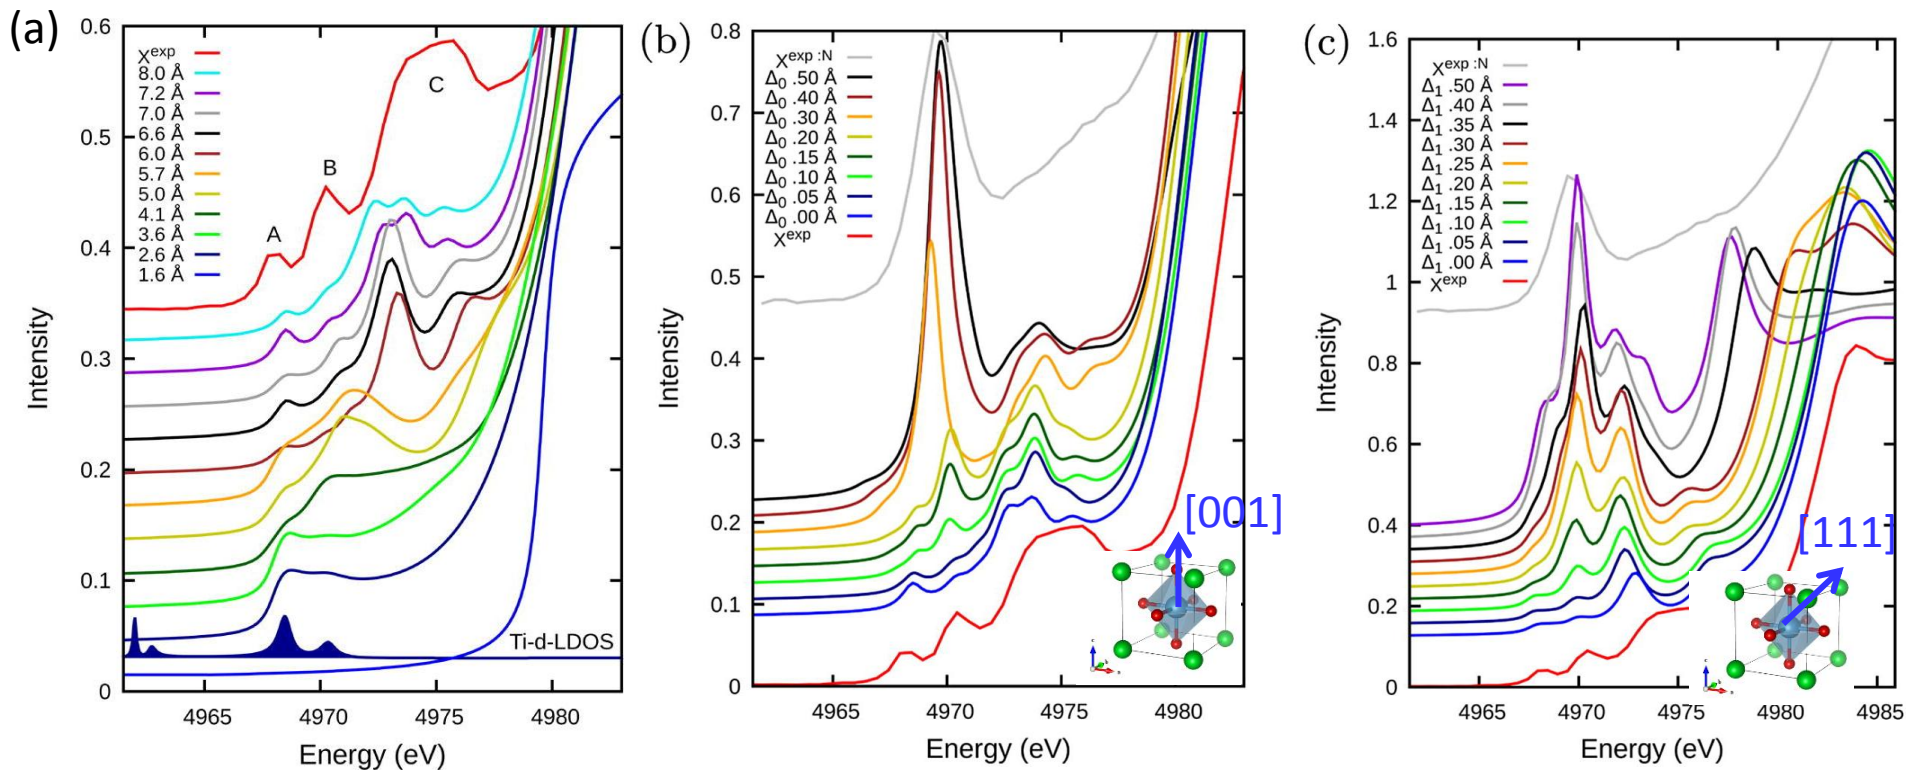 (a)
0.6
0.5
0.4
0.3
0.2
0.1
0
Intensity
X^exp
8.0 Å
7.2 Å
7.0 Å
6.6 Å
6.0 Å
5.7 Å
5.0 Å
4.1 Å
3.6 Å
2.6 Å
1.6 Å
A
B
C
Ti-d-LDOS
4965 4970 4975 4980
Energy (eV)
(b)
0.8
0.7
0.6
0.5
0.4
0.3
0.2
0.1
0
Intensity
X^exp :N
Δ₀ .50 Å
Δ₀ .40 Å
Δ₀ .30 Å
Δ₀ .20 Å
Δ₀ .15 Å
Δ₀ .10 Å
Δ₀ .05 Å
Δ₀ .00 Å
X^exp
[001]
4965 4970 4975 4980
Energy (eV)
(c)
1.6
1.4
1.2
1
0.8
0.6
0.4
0.2
0
Intensity
X^exp :N
Δ₁ .50 Å
Δ₁ .40 Å
Δ₁ .35 Å
Δ₁ .30 Å
Δ₁ .25 Å
Δ₁ .20 Å
Δ₁ .15 Å
Δ₁ .10 Å
Δ₁ .05 Å
Δ₁ .00 Å
X^exp
[111]
4965 4970 4975 4980 4985
Energy (eV)